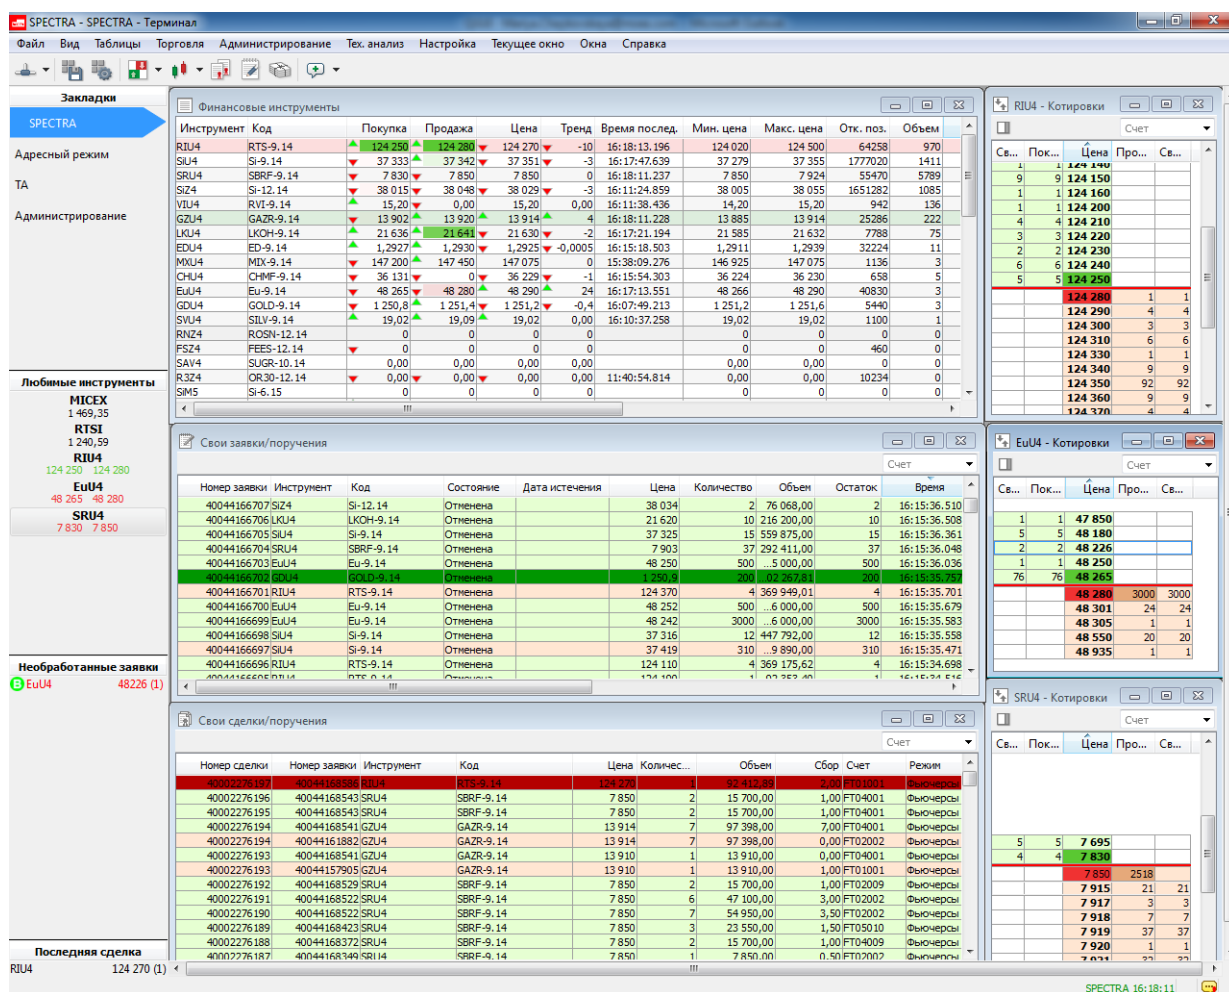 SPECTRA - SPECTRA - Терминал
Файл Вид Таблицы Торговля Администрирование Тех. анализ Настройка Текущее окно Окна Справка
Закладки
SPECTRA
Адресный режим
TA
Администрирование
Любимые инструменты
MICEX
1 469,35
RTSI
1 240,59
RIU4
124 250 124 280
EuU4
48 265 48 280
SRU4
7 830 7 850
Необработанные заявки
B EuU4 48226 (1)
Последняя сделка
RIU4 124 270 (1)
Финансовые инструменты
Инструмент Код Покупка Продажа Цена Тренд Время послед. Мин. цена Макс. цена Отк. поз. Объем
RIU4 RTS-9.14 124 250 124 280 124 270 -10 16:18:13.196 124 020 124 500 64258 970
SiU4 Si-9.14 37 333 37 342 37 351 -3 16:17:47.639 37 279 37 355 1777020 1411
SRU4 SBRF-9.14 7 830 7 850 7 850 0 16:18:11.237 7 850 7 924 55470 5789
SiZ4 Si-12.14 38 015 38 048 38 029 -3 16:11:24.859 38 005 38 055 1651282 1085
VIU4 RVI-9.14 15,20 0,00 15,20 0,00 16:11:38.436 14,20 15,20 942 136
GZU4 GAZR-9.14 13 902 13 920 13 914 4 16:18:11.228 13 885 13 914 25286 222
LKU4 LKOH-9.14 21 636 21 641 21 630 -2 16:17:21.194 21 585 21 632 7788 75
EDU4 ED-9.14 1,2927 1,2930 1,2925 -0,0005 16:15:18.503 1,2911 1,2939 32224 11
MXU4 MIX-9.14 147 200 147 450 147 075 0 15:38:09.276 146 925 147 075 1136 3
CHU4 CHMF-9.14 36 131 0 36 229 -1 16:15:54.303 36 224 36 230 658 5
EuU4 Eu-9.14 48 265 48 280 48 290 24 16:17:13.551 48 266 48 290 40830 3
GDU4 GOLD-9.14 1 250,8 1 251,4 1 251,2 -0,4 16:07:49.213 1 251,2 1 251,6 5440 3
SVU4 SILV-9.14 19,02 19,09 19,02 0,00 16:10:37.258 19,02 19,02 1100 1
RNZ4 ROSN-12.14 0 0 0 0 0 0 0 0
FSZ4 FEES-12.14 0 0 0 0 0 0 460 0
SAV4 SUGR-10.14 0,00 0,00 0,00 0,00 0,00 0,00 0 0
R3Z4 OR30-12.14 0,00 0,00 0,00 0,00 11:40:54.814 0,00 0,00 10234 0
SiM5 Si-6.15 0 0 0 0 0 0 0 0
Свои заявки/поручения
Счет
Номер заявки Инструмент Код Состояние Дата истечения Цена Количество Объем Остаток Время
40044166707 SiZ4 Si-12.14 Отменена 38 034 2 76 068,00 2 16:15:36.510
40044166706 LKU4 LKOH-9.14 Отменена 21 620 10 216 200,00 10 16:15:36.508
40044166705 SiU4 Si-9.14 Отменена 37 325 15 559 875,00 15 16:15:36.361
40044166704 SRU4 SBRF-9.14 Отменена 7 903 37 292 411,00 37 16:15:36.048
40044166703 EuU4 Eu-9.14 Отменена 48 250 500 ...5 000,00 500 16:15:36.036
40044166702 GDU4 GOLD-9.14 Отменена 1 250,9 200 ...02 267,81 200 16:15:35.757
40044166701 RIU4 RTS-9.14 Отменена 124 370 4 369 949,01 4 16:15:35.701
40044166700 EuU4 Eu-9.14 Отменена 48 252 500 ...6 000,00 500 16:15:35.679
40044166699 EuU4 Eu-9.14 Отменена 48 242 3000 ...6 000,00 3000 16:15:35.583
40044166698 SiU4 Si-9.14 Отменена 37 316 12 447 792,00 12 16:15:35.558
40044166697 SiU4 Si-9.14 Отменена 37 419 310 ...9 890,00 310 16:15:35.471
40044166696 RIU4 RTS-9.14 Отменена 124 110 4 369 175,62 4 16:15:34.698
Свои сделки/поручения
Счет
Номер сделки Номер заявки Инструмент Код Цена Количес... Объем Сбор Счет Режим
40002276197 40044168586 RIU4 RTS-9.14 124 270 1 92 412,89 2,00 FT01001 Фьючерсы
40002276196 40044168543 SRU4 SBRF-9.14 7 850 2 15 700,00 1,00 FT04001 Фьючерсы
40002276195 40044168543 SRU4 SBRF-9.14 7 850 2 15 700,00 1,00 FT04001 Фьючерсы
40002276194 40044168541 GZU4 GAZR-9.14 13 914 7 97 398,00 7,00 FT04001 Фьючерсы
40002276194 40044161882 GZU4 GAZR-9.14 13 914 7 97 398,00 0,00 FT02002 Фьючерсы
40002276193 40044168541 GZU4 GAZR-9.14 13 910 1 13 910,00 1,00 FT04001 Фьючерсы
40002276193 40044157905 GZU4 GAZR-9.14 13 910 1 13 910,00 1,00 FT01001 Фьючерсы
40002276192 40044168529 SRU4 SBRF-9.14 7 850 2 15 700,00 1,00 FT02009 Фьючерсы
40002276191 40044168522 SRU4 SBRF-9.14 7 850 6 47 100,00 3,00 FT02002 Фьючерсы
40002276190 40044168522 SRU4 SBRF-9.14 7 850 7 54 950,00 3,50 FT02002 Фьючерсы
40002276189 40044168423 SRU4 SBRF-9.14 7 850 3 23 550,00 1,50 FT05010 Фьючерсы
40002276188 40044168372 SRU4 SBRF-9.14 7 850 2 15 700,00 1,00 FT04009 Фьючерсы
40002276187 40044168349 SRU4 SBRF-9.14 7 850 1 7 850,00 0,50 FT02002 Фьючерсы
RIU4 - Котировки
Счет
Св... Пок... Цена Про... Св...
1 1 124 140
9 9 124 150
1 1 124 160
1 1 124 200
4 4 124 210
3 3 124 220
2 2 124 230
6 6 124 240
5 5 124 250
124 280 1 1
124 290 4 4
124 300 3 3
124 310 6 6
124 330 1 1
124 340 9 9
124 350 92 92
124 360 9 9
124 370 4 4
EuU4 - Котировки
Счет
Св... Пок... Цена Про... Св...
1 1 47 850
5 5 48 180
2 2 48 226
1 1 48 250
76 76 48 265
48 280 3000 3000
48 301 24 24
48 305 1 1
48 550 20 20
48 935 1 1
SRU4 - Котировки
Счет
Св... Пок... Цена Про... Св...
5 5 7 695
4 4 7 830
7 850 2518
7 915 21 21
7 917 3 3
7 918 7 7
7 919 37 37
7 920 1 1
7 921 32 32
SPECTRA 16:18:11